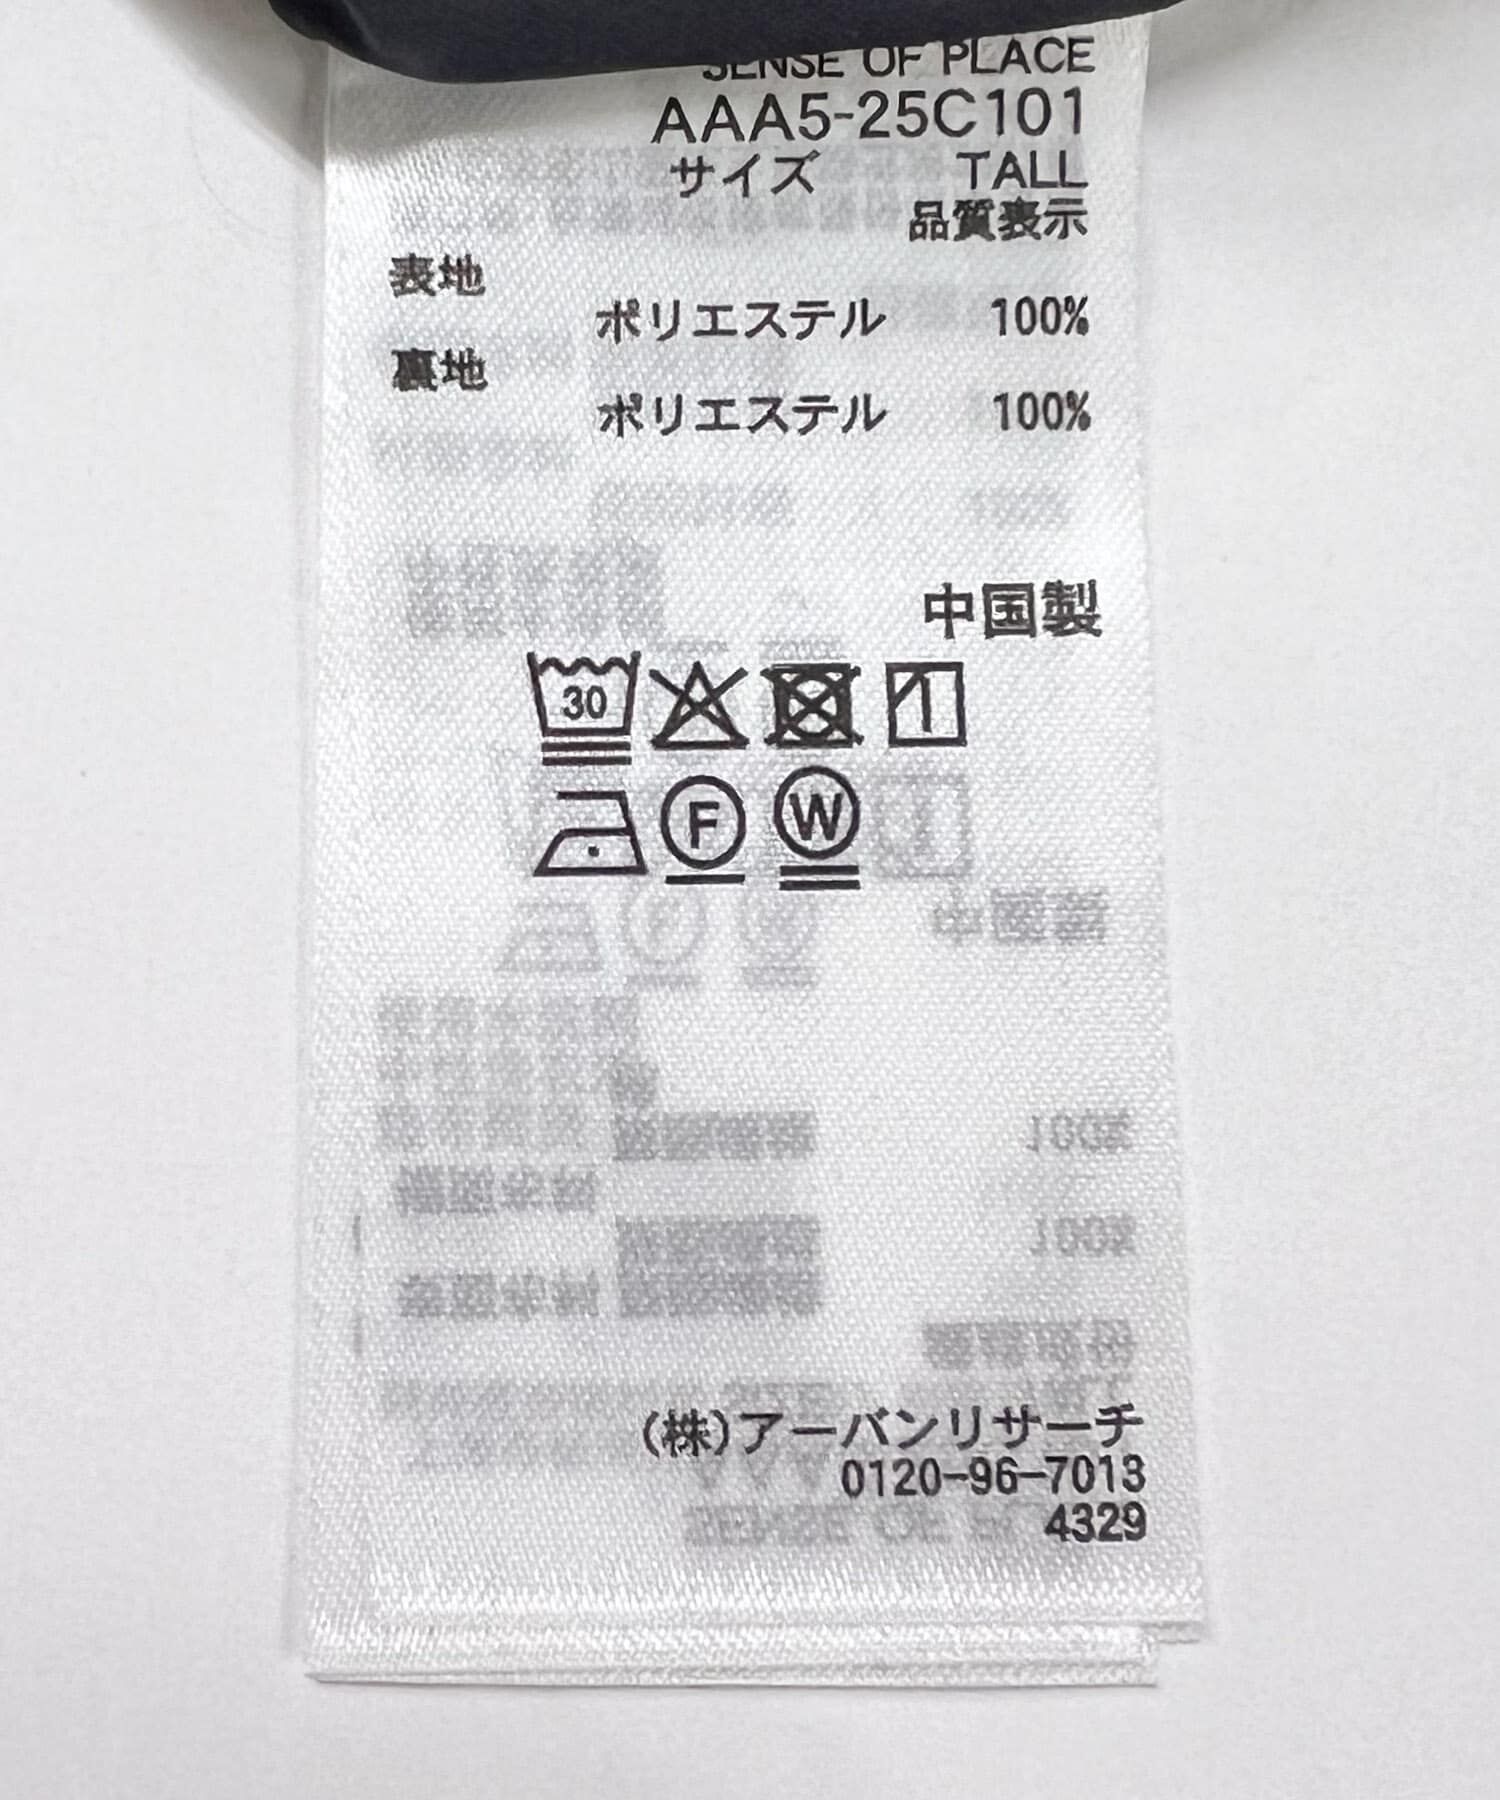 SENSE OF PLACE
AAA5-25C101
サイズ TALL
品質表示
表地
ポリエステル 100%
裏地
ポリエステル 100%
中国製
30
F W
(株)アーバンリサーチ
0120-96-7013
4329